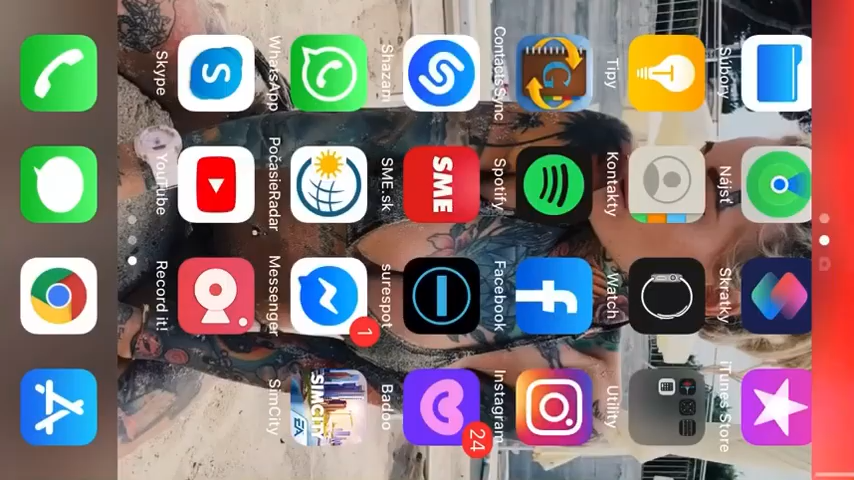 Súbory Nájsť Skratky iTunes Store
Tipy Kontakty Watch Utility
G
Contacts Sync Spotify Facebook Instagram
SME 24
Shazam SME.sk surespot Badoo
1 SIMCITY EA
WhatsApp PočasieRadar Messenger SimCity
S
Skype YouTube Record it!